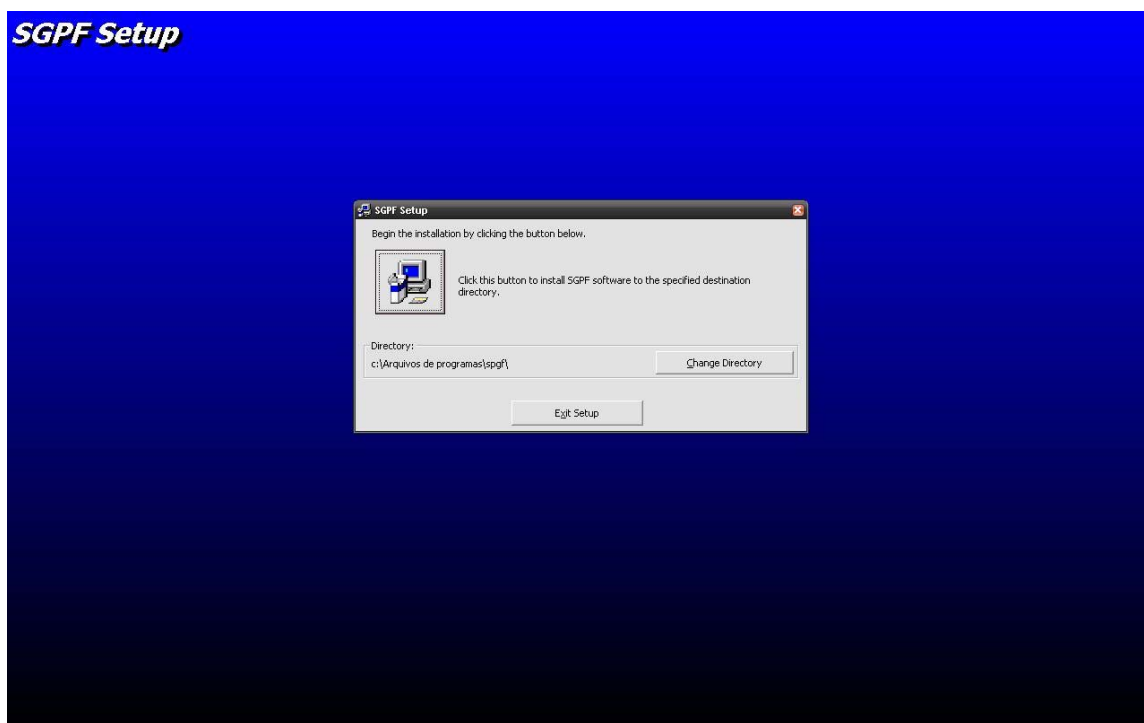 SGPF Setup
SGPF Setup
Begin the installation by clicking the button below.
Click this button to install SGPF software to the specified destination
directory.
Directory:
c:\Arquivos de programas\spgf\
Change Directory
Exit Setup